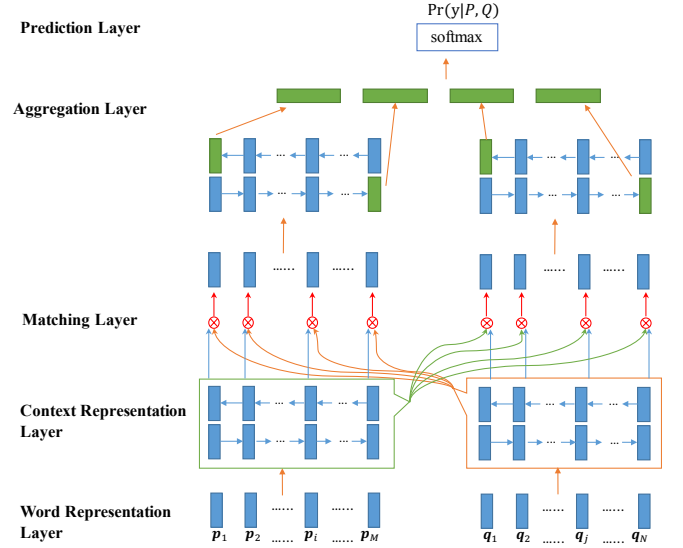 Pr(y|P, Q)
Prediction Layer
softmax
Aggregation Layer
... ... ... ...
... ... ... ...
...... ...... ...... ......
Matching Layer
Context Representation
Layer
... ... ... ...
... ... ... ...
Word Representation
Layer
...... ...... ...... ......
p1 p2 ...... pi ...... pM q1 q2 ...... qj ...... qN